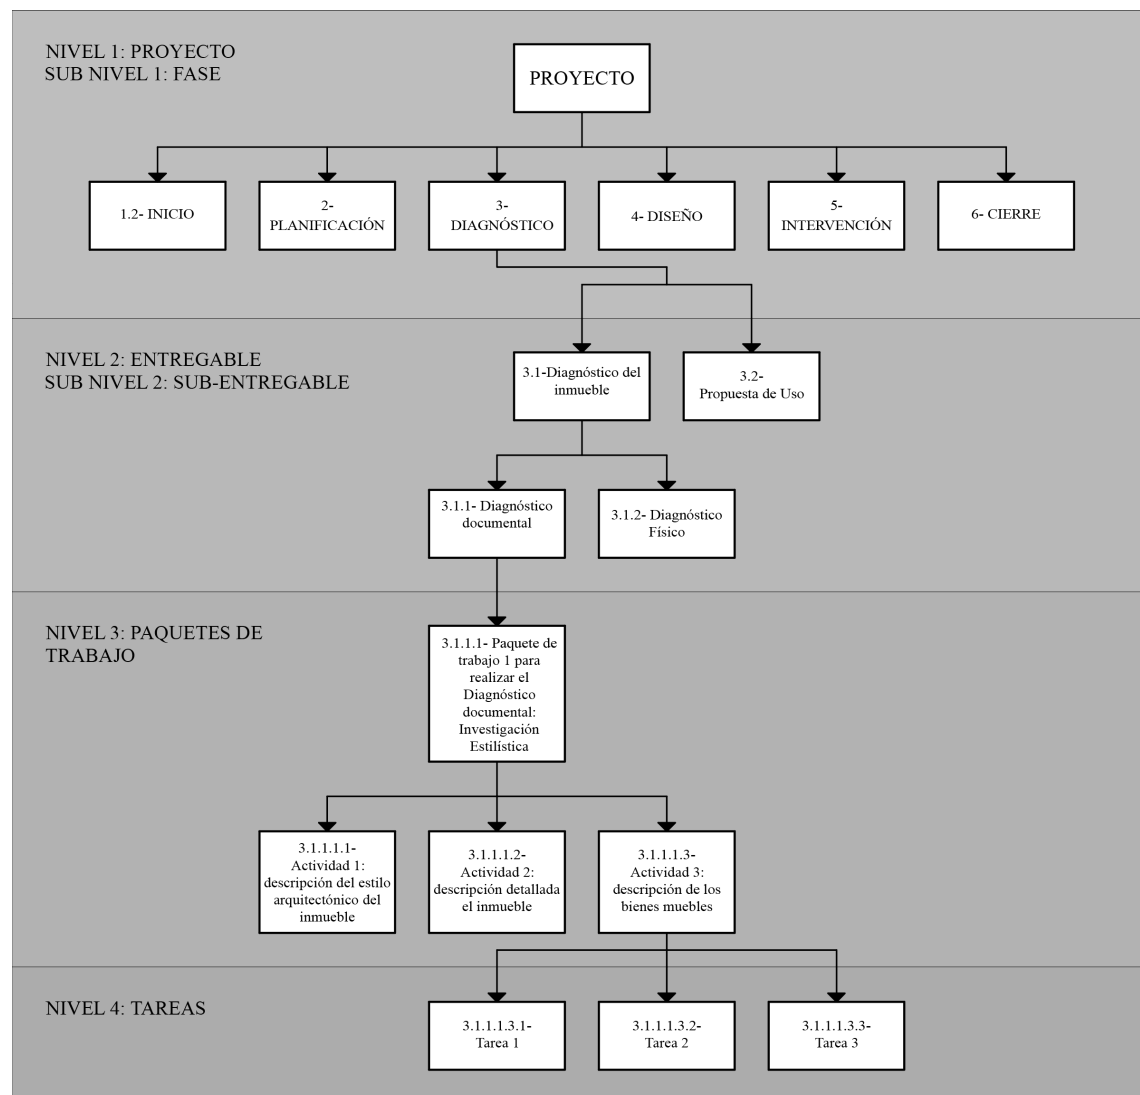 NIVEL 1: PROYECTO
SUB NIVEL 1: FASE
PROYECTO
1.2- INICIO
2-
PLANIFICACIÓN
3-
DIAGNÓSTICO
4- DISEÑO
5-
INTERVENCIÓN
6- CIERRE
NIVEL 2: ENTREGABLE
SUB NIVEL 2: SUB-ENTREGABLE
3.1-Diagnóstico del
inmueble
3.2-
Propuesta de Uso
3.1.1- Diagnóstico
documental
3.1.2- Diagnóstico
Físico
NIVEL 3: PAQUETES DE
TRABAJO
3.1.1.1- Paquete de
trabajo 1 para
realizar el
Diagnóstico
documental:
Investigación
Estilística
3.1.1.1.1-
Actividad 1:
descripción del estilo
arquitectónico del
inmueble
3.1.1.1.2-
Actividad 2:
descripción detallada
el inmueble
3.1.1.1.3-
Actividad 3:
descripción de los
bienes muebles
NIVEL 4: TAREAS
3.1.1.1.3.1-
Tarea 1
3.1.1.1.3.2-
Tarea 2
3.1.1.1.3.3-
Tarea 3